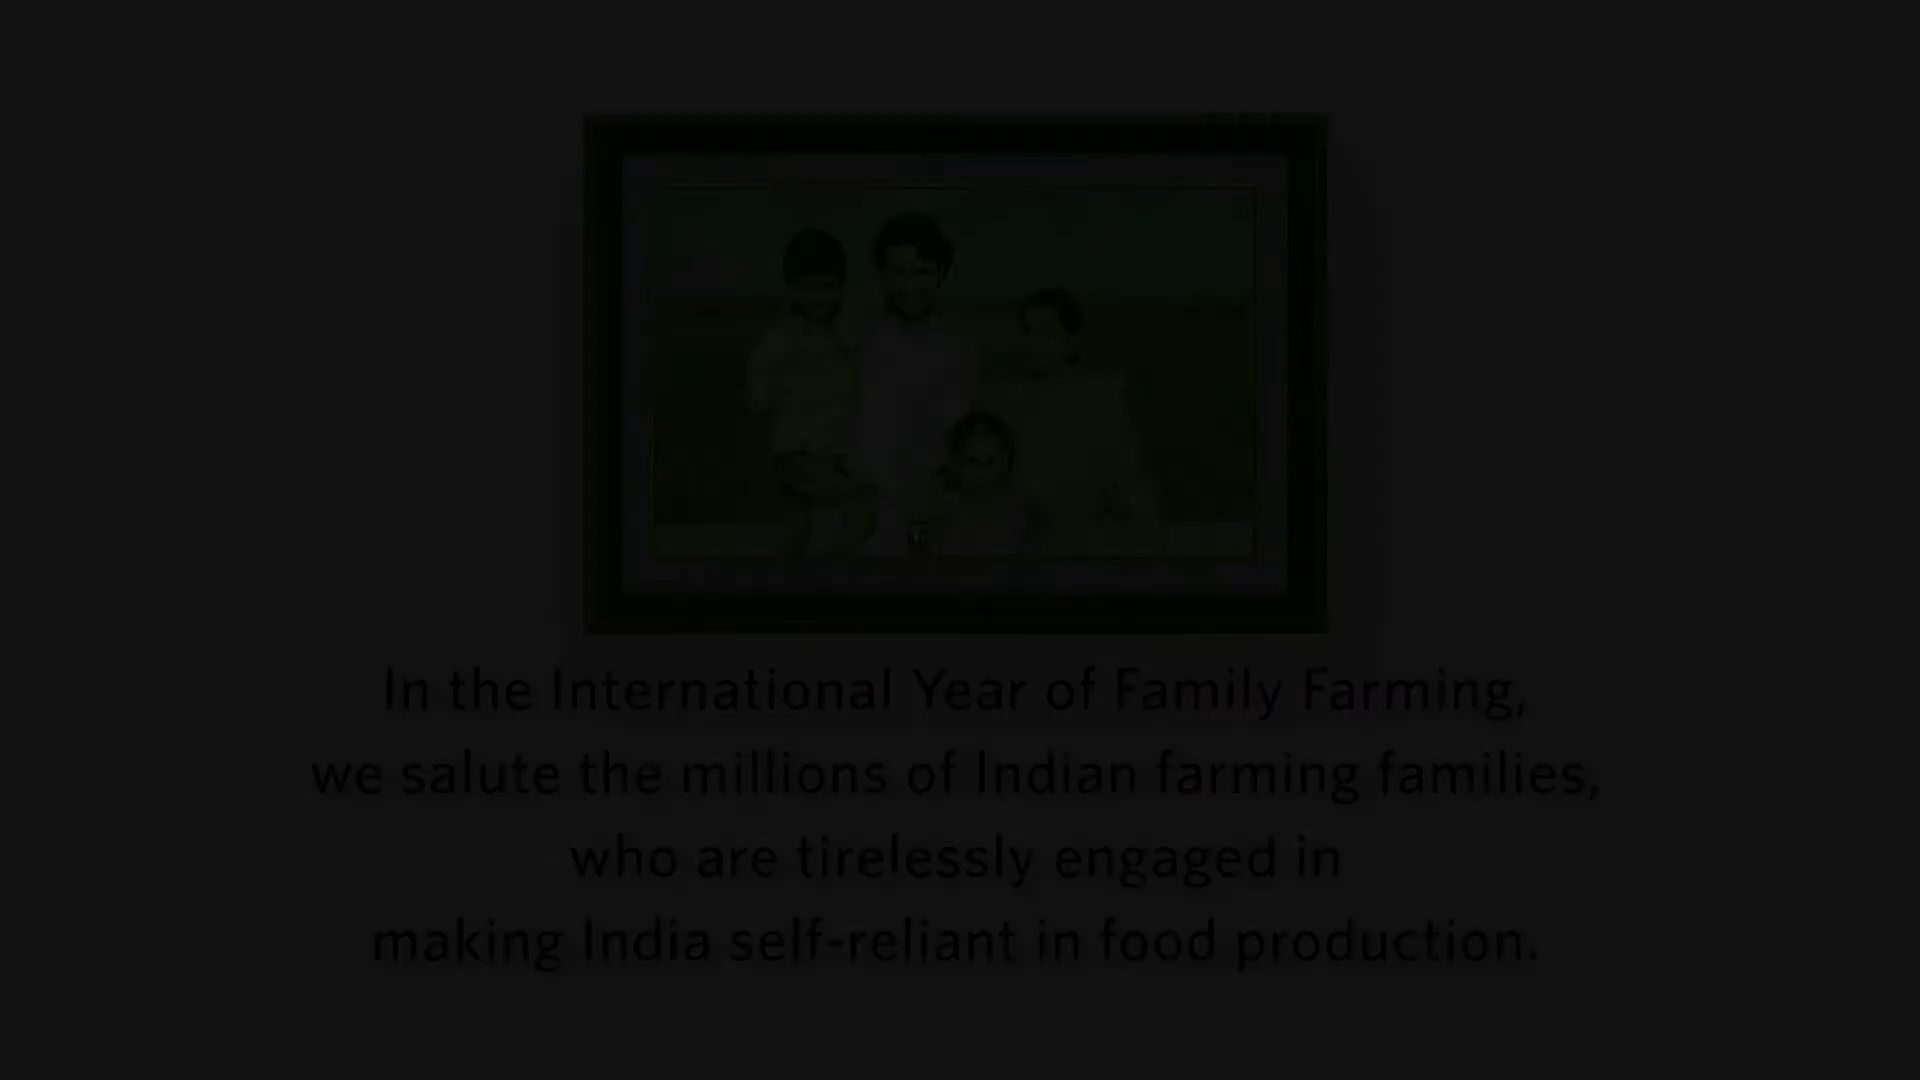 In the International Year of Family Farming,
we salute the millions of Indian farming families,
who are tirelessly engaged in
making India self-reliant in food production.